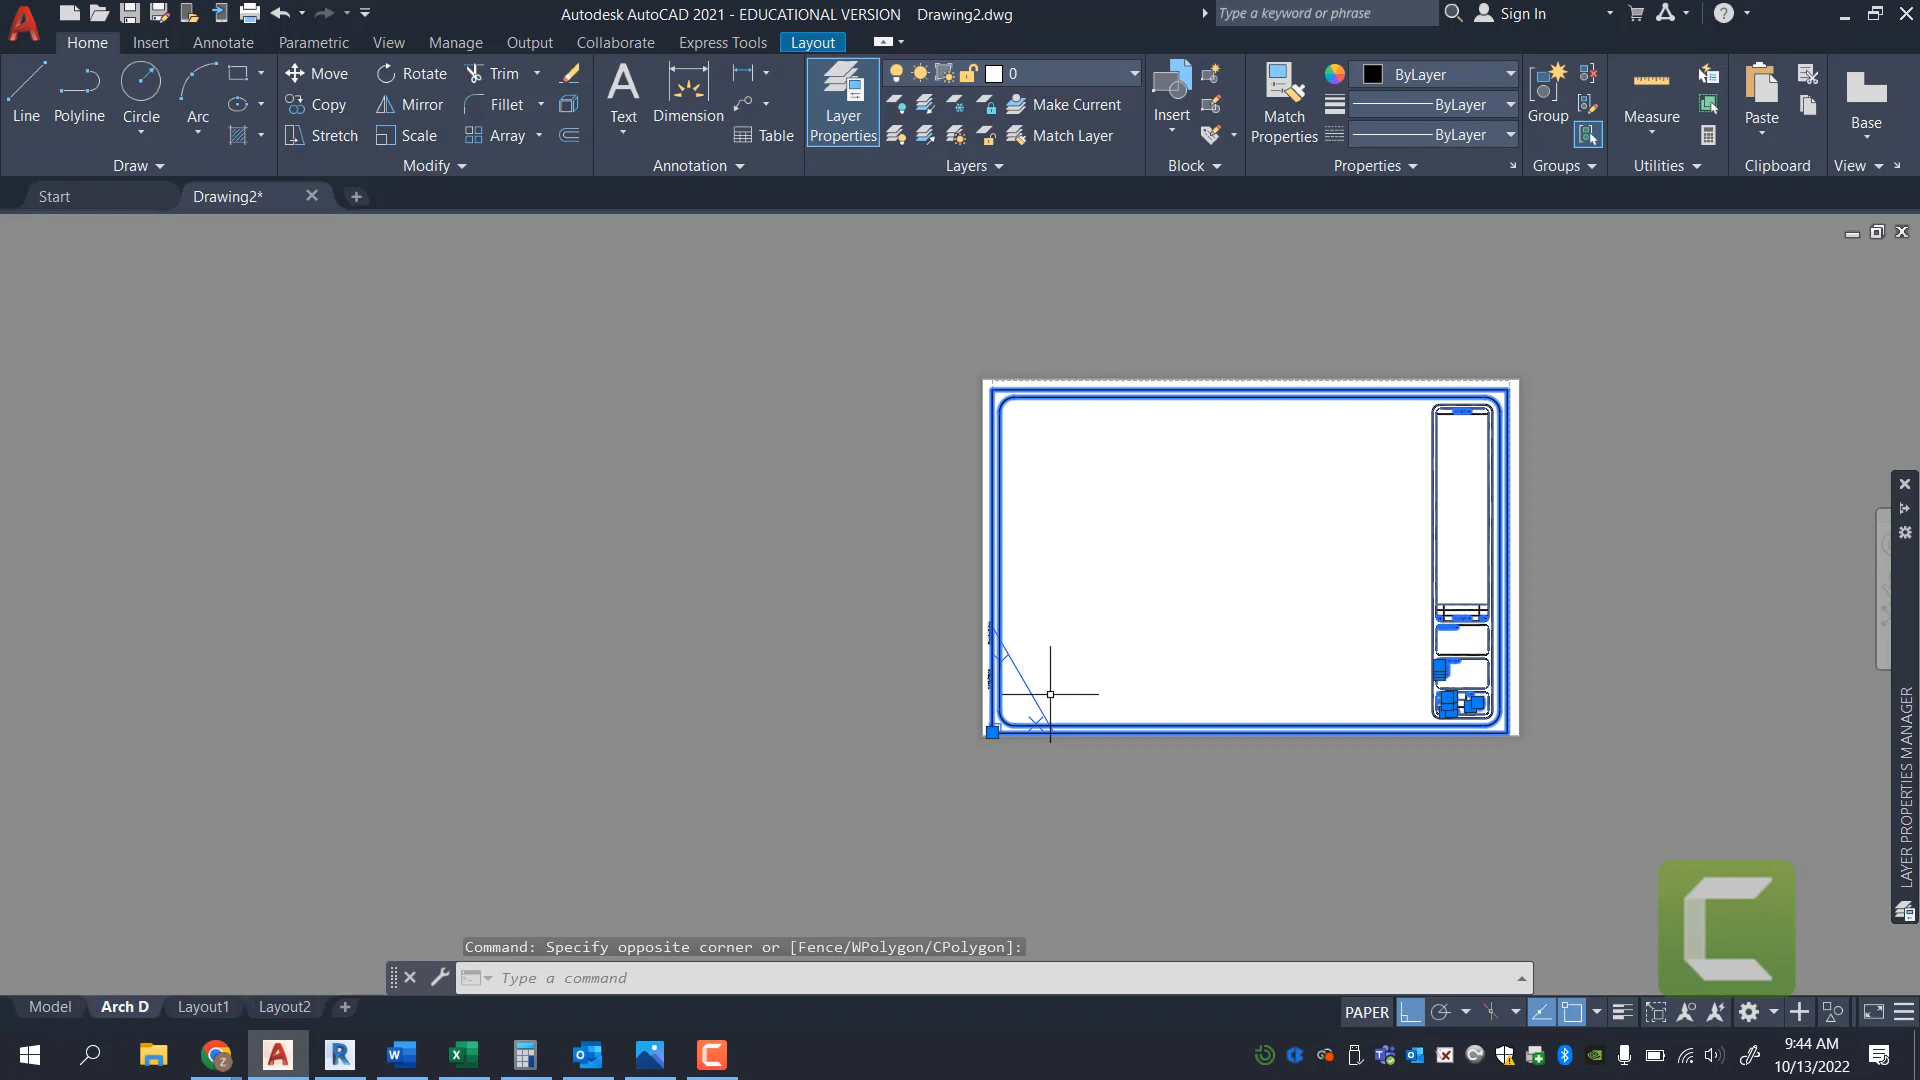 Autodesk AutoCAD 2021 - EDUCATIONAL VERSION Drawing2.dwg
Type a keyword or phrase
Sign In
Home Insert Annotate Parametric View Manage Output Collaborate Express Tools Layout
Line Polyline Circle Arc
Move Rotate Trim
Copy Mirror Fillet
Stretch Scale Array
Text Dimension Table
Layer Properties
0
Make Current
Match Layer
Insert
Match Properties
ByLayer
ByLayer
ByLayer
Group
Measure
Paste
Base
Draw Modify Annotation Layers Block Properties Groups Utilities Clipboard View
Start Drawing2*
LAYER PROPERTIES MANAGER
Command: Specify opposite corner or [Fence/WPolygon/CPolygon]:
Type a command
Model Arch D Layout1 Layout2
PAPER
9:44 AM
10/13/2022